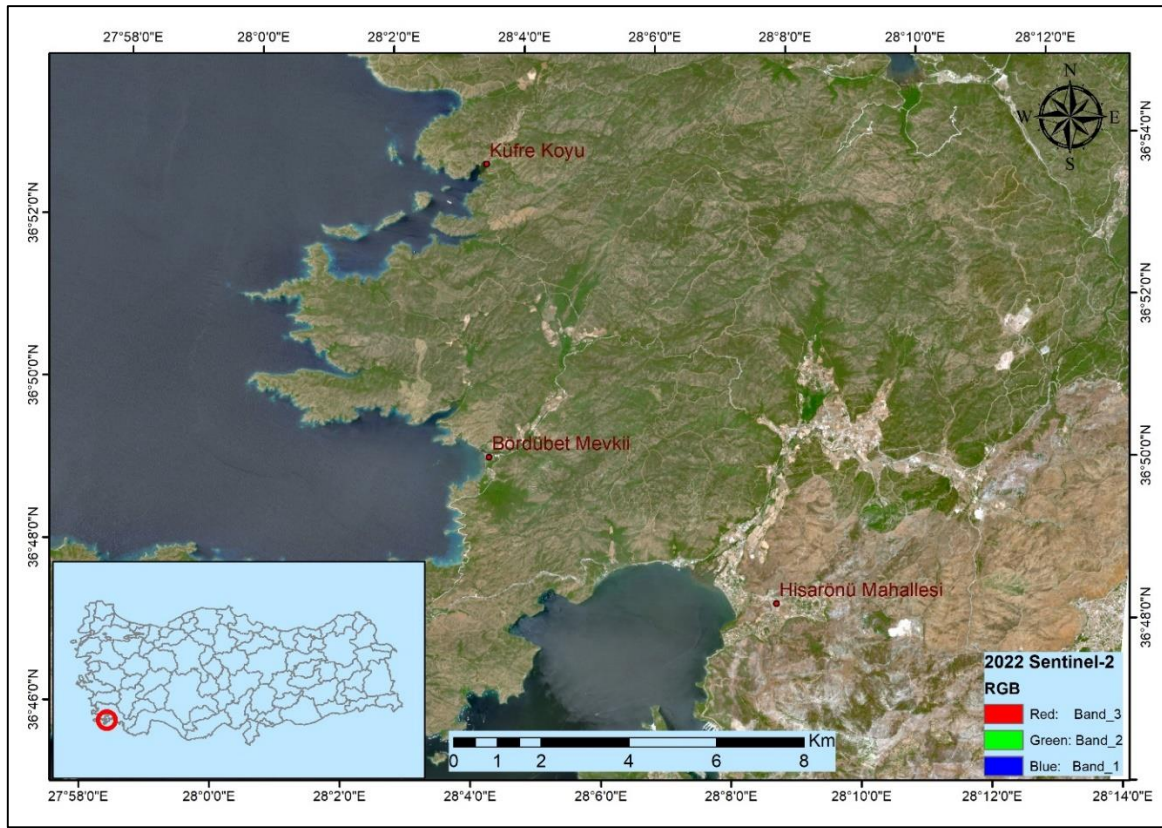 27°58'0"E 28°0'0"E 28°2'0"E 28°4'0"E 28°6'0"E 28°8'0"E 28°10'0"E 28°12'0"E
N
W E
S
36°54'0"N
Küfre Koyu
36°52'0"N
36°52'0"N
36°50'0"N
Bördübet Mevkii
36°50'0"N
36°48'0"N
Hisarönü Mahallesi
36°48'0"N
2022 Sentinel-2
RGB
36°46'0"N
Red: Band_3
Green: Band_2
Blue: Band_1
Km
0 1 2 4 6 8
27°58'0"E 28°0'0"E 28°2'0"E 28°4'0"E 28°6'0"E 28°8'0"E 28°10'0"E 28°12'0"E 28°14'0"E